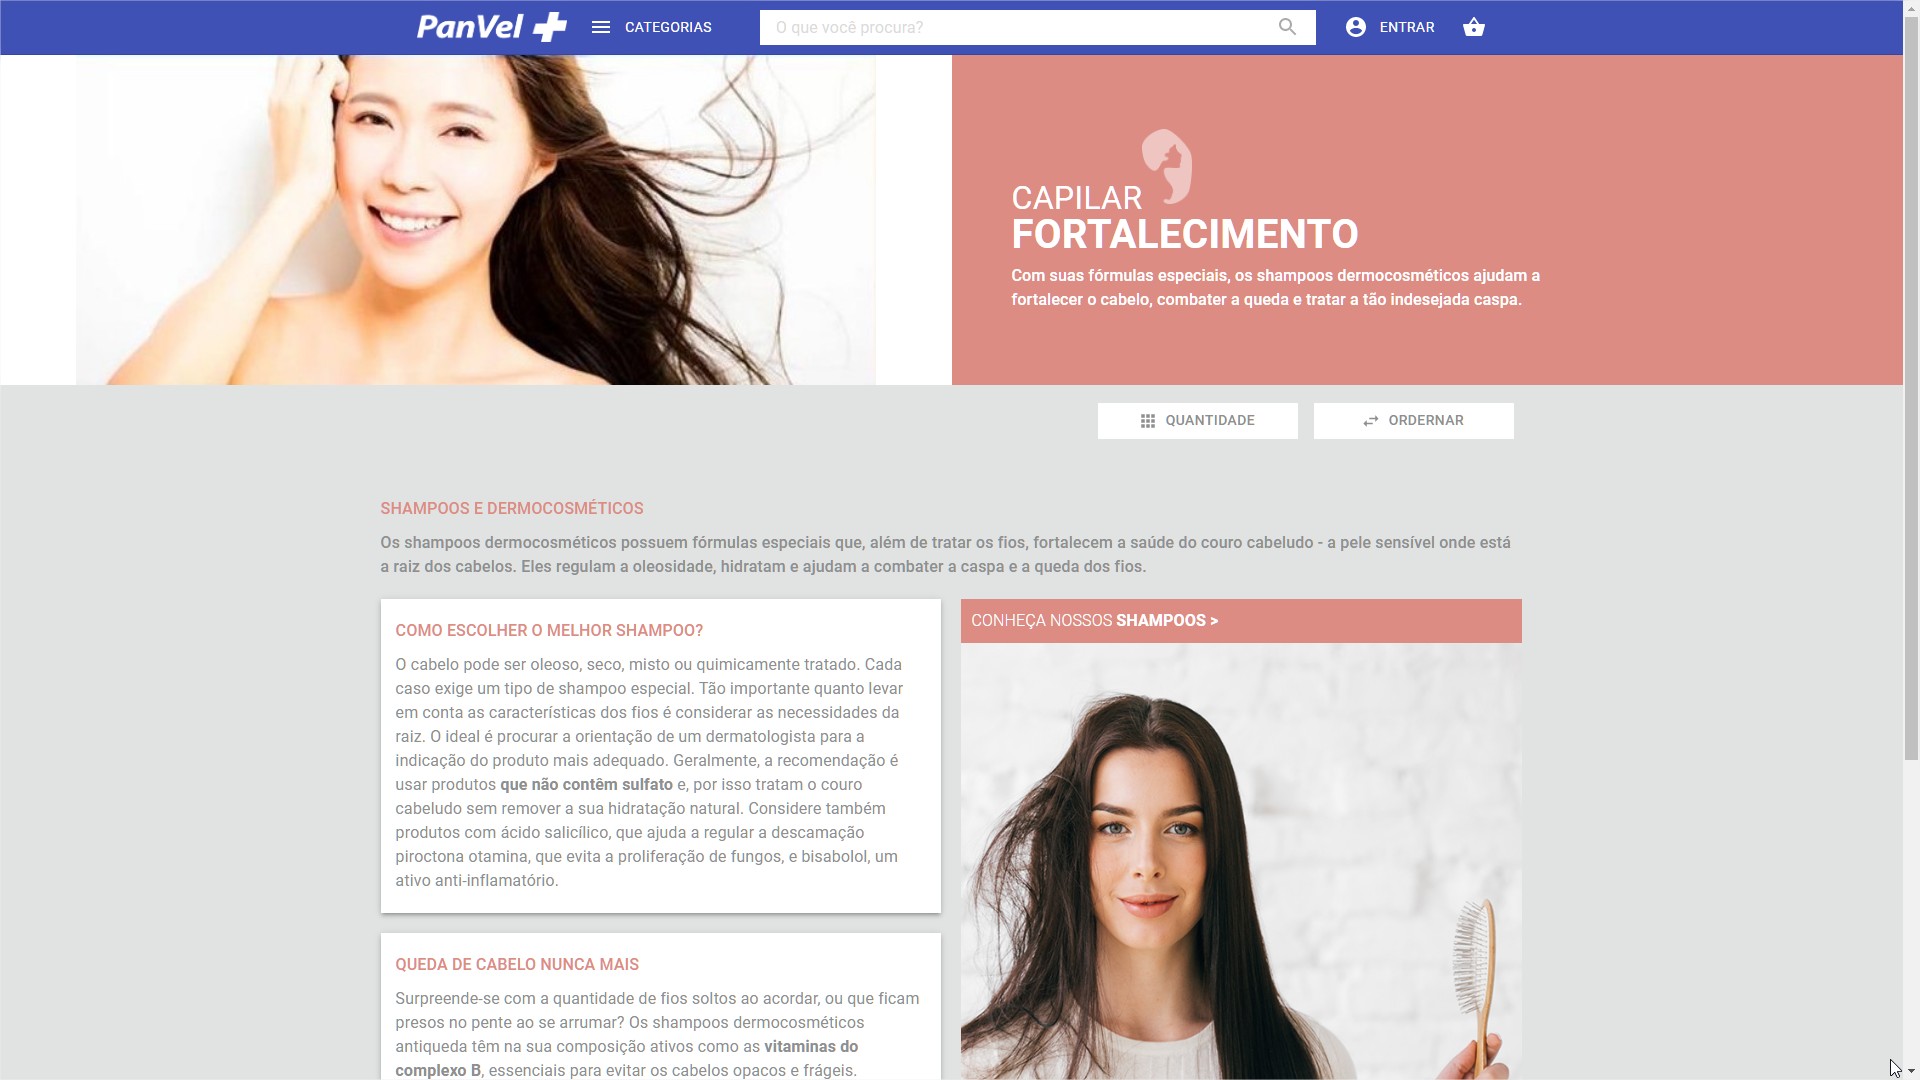 PanVel
CATEGORIAS
O que você procura?
ENTRAR
CAPILAR
FORTALECIMENTO
Com suas fórmulas especiais, os shampoos dermocosméticos ajudam a
fortalecer o cabelo, combater a queda e tratar a tão indesejada caspa.
QUANTIDADE
ORDERNAR
SHAMPOOS E DERMOCOSMÉTICOS
Os shampoos dermocosméticos possuem fórmulas especiais que, além de tratar os fios, fortalecem a saúde do couro cabeludo - a pele sensível onde está
a raiz dos cabelos. Eles regulam a oleosidade, hidratam e ajudam a combater a caspa e a queda dos fios.
COMO ESCOLHER O MELHOR SHAMPOO?
O cabelo pode ser oleoso, seco, misto ou quimicamente tratado. Cada
caso exige um tipo de shampoo especial. Tão importante quanto levar
em conta as características dos fios é considerar as necessidades da
raiz. O ideal é procurar a orientação de um dermatologista para a
indicação do produto mais adequado. Geralmente, a recomendação é
usar produtos que não contêm sulfato e, por isso tratam o couro
cabeludo sem remover a sua hidratação natural. Considere também
produtos com ácido salicílico, que ajuda a regular a descamação
piroctona otamina, que evita a proliferação de fungos, e bisabolol, um
ativo anti-inflamatório.
CONHEÇA NOSSOS SHAMPOOS >
QUEDA DE CABELO NUNCA MAIS
Surpreende-se com a quantidade de fios soltos ao acordar, ou que ficam
presos no pente ao se arrumar? Os shampoos dermocosméticos
antiqueda têm na sua composição ativos como as vitaminas do
complexo B, essenciais para evitar os cabelos opacos e frágeis.